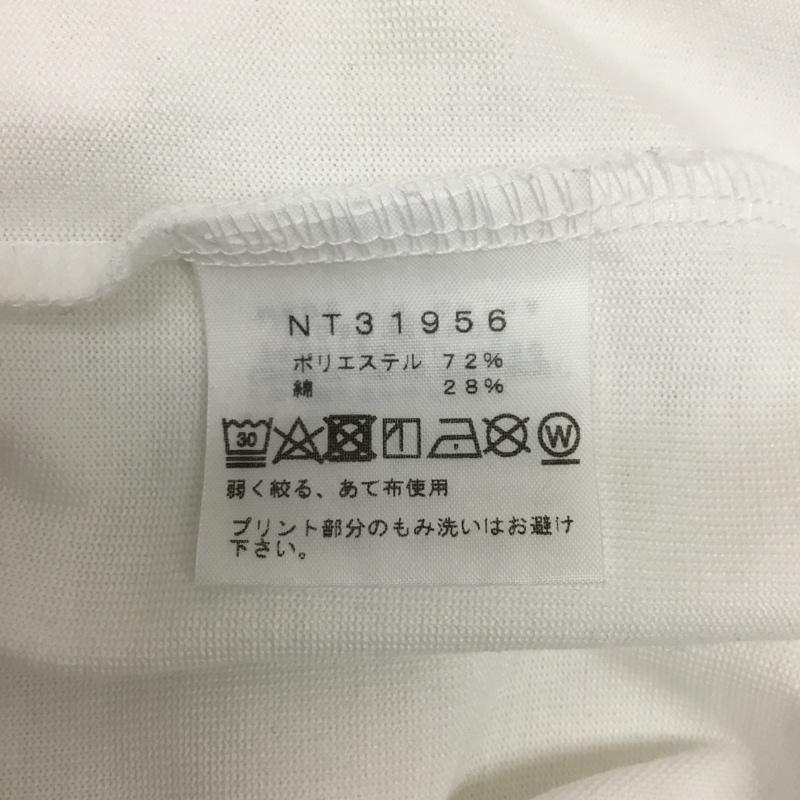 NT31956
ポリエステル 72%
綿 28%
30 W
弱く絞る、あて布使用
プリント部分のもみ洗いはお避け
下さい。